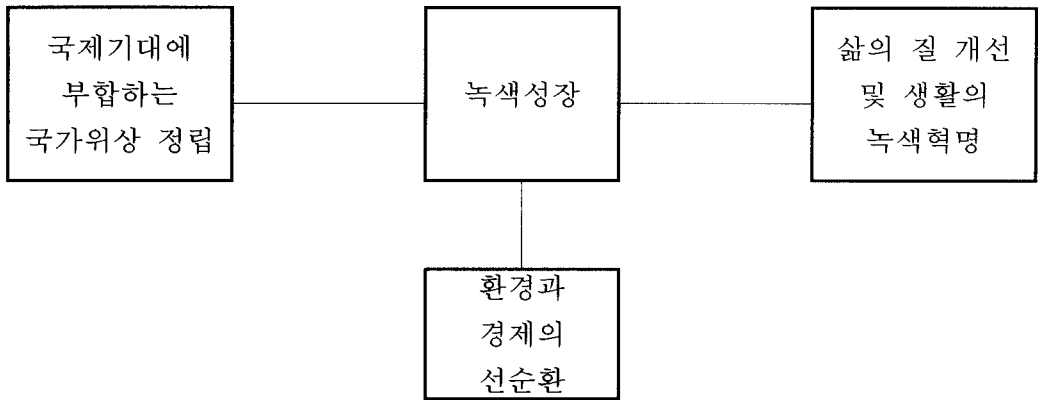 국제기대에
부합하는
국가위상 정립
녹색성장
삶의 질 개선
및 생활의
녹색혁명
환경과
경제의
선순환